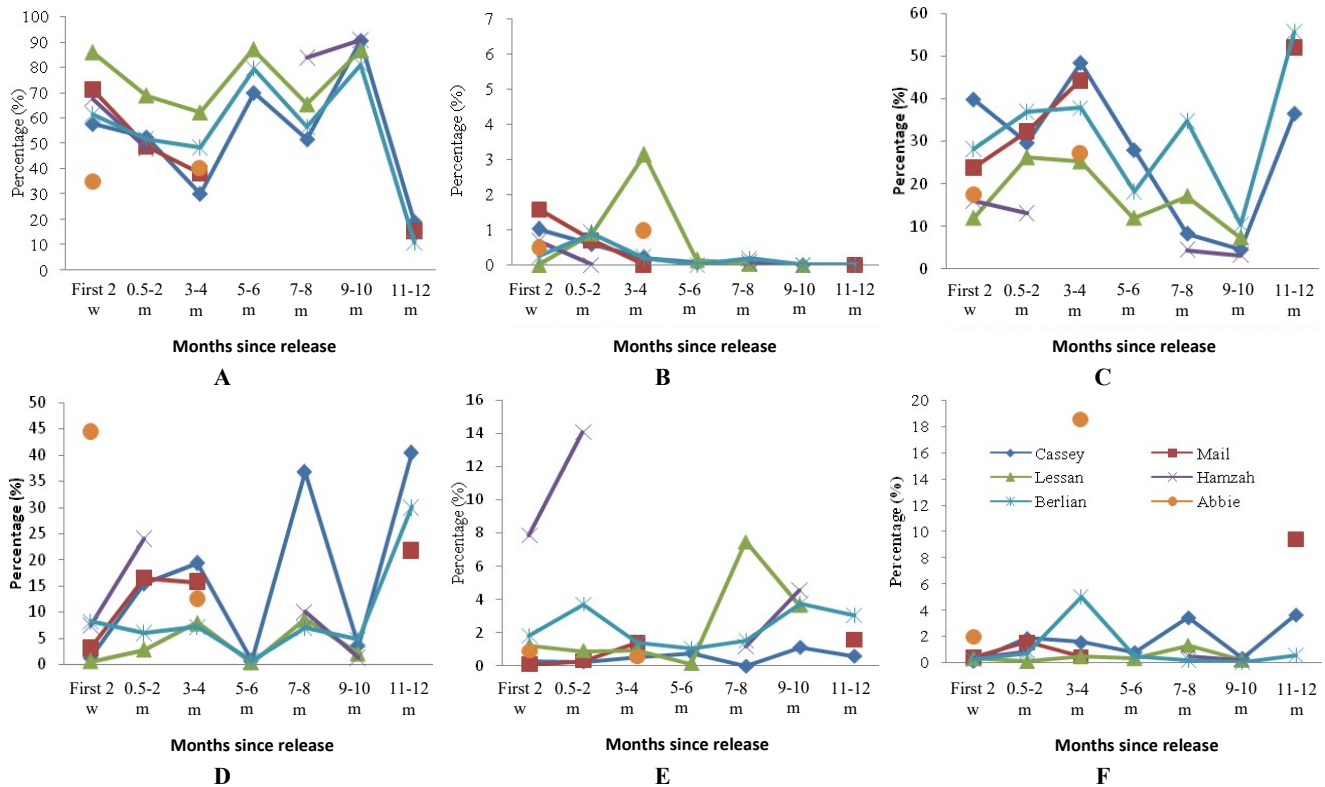 100
90
80
70
60
50
40
30
20
10
0
Percentage (%)
First 2 0.5-2 3-4 5-6 7-8 9-10 11-12
w m m m m m m
Months since release
A
7
6
5
4
3
2
1
0
Percentage (%)
First 2 0.5-2 3-4 5-6 7-8 9-10 11-12
w m m m m m m
Months since release
B
60
50
40
30
20
10
0
Percentage (%)
First 2 0.5-2 3-4 5-6 7-8 9-10 11-12
w m m m m m m
Months since release
C
50
45
40
35
30
25
20
15
10
5
0
Percentage (%)
First 2 0.5-2 3-4 5-6 7-8 9-10 11-12
w m m m m m m
Months since release
D
16
14
12
10
8
6
4
2
0
Percentage (%)
First 2 0.5-2 3-4 5-6 7-8 9-10 11-12
w m m m m m m
Months since release
E
20
18
16
14
12
10
8
6
4
2
0
Percentage (%)
Cassey Mail
Lessan Hamzah
Berlian Abbie
First 2 0.5-2 3-4 5-6 7-8 9-10 11-12
w m m m m m m
Months since release
F